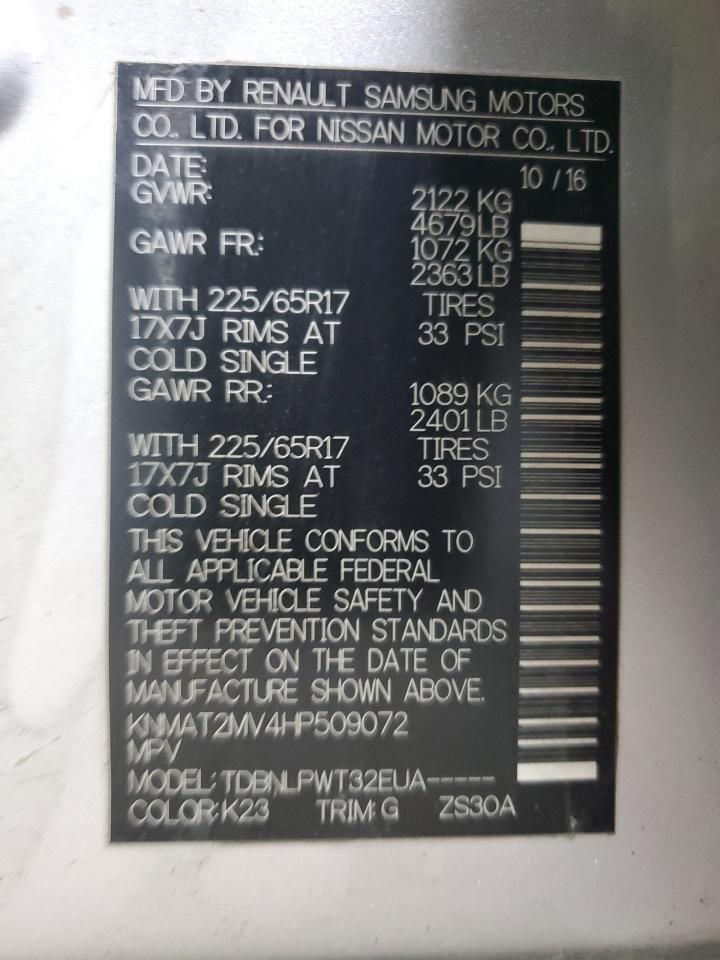 MFD BY RENAULT SAMSUNG MOTORS
CO., LTD. FOR NISSAN MOTOR CO., LTD.
DATE: 10 / 16
GVWR: 2122 KG
4679 LB
GAWR FR.: 1072 KG
2363 LB
WITH 225/65R17 TIRES
17X7J RIMS AT 33 PSI
COLD SINGLE
GAWR RR.: 1089 KG
2401 LB
WITH 225/65R17 TIRES
17X7J RIMS AT 33 PSI
COLD SINGLE
THIS VEHICLE CONFORMS TO
ALL APPLICABLE FEDERAL
MOTOR VEHICLE SAFETY AND
THEFT PREVENTION STANDARDS
IN EFFECT ON THE DATE OF
MANUFACTURE SHOWN ABOVE.
KNMAT2MV4HP509072
MPV
MODEL: TDBNLPWT32EUA-----
COLOR: K23 TRIM: G ZS30A